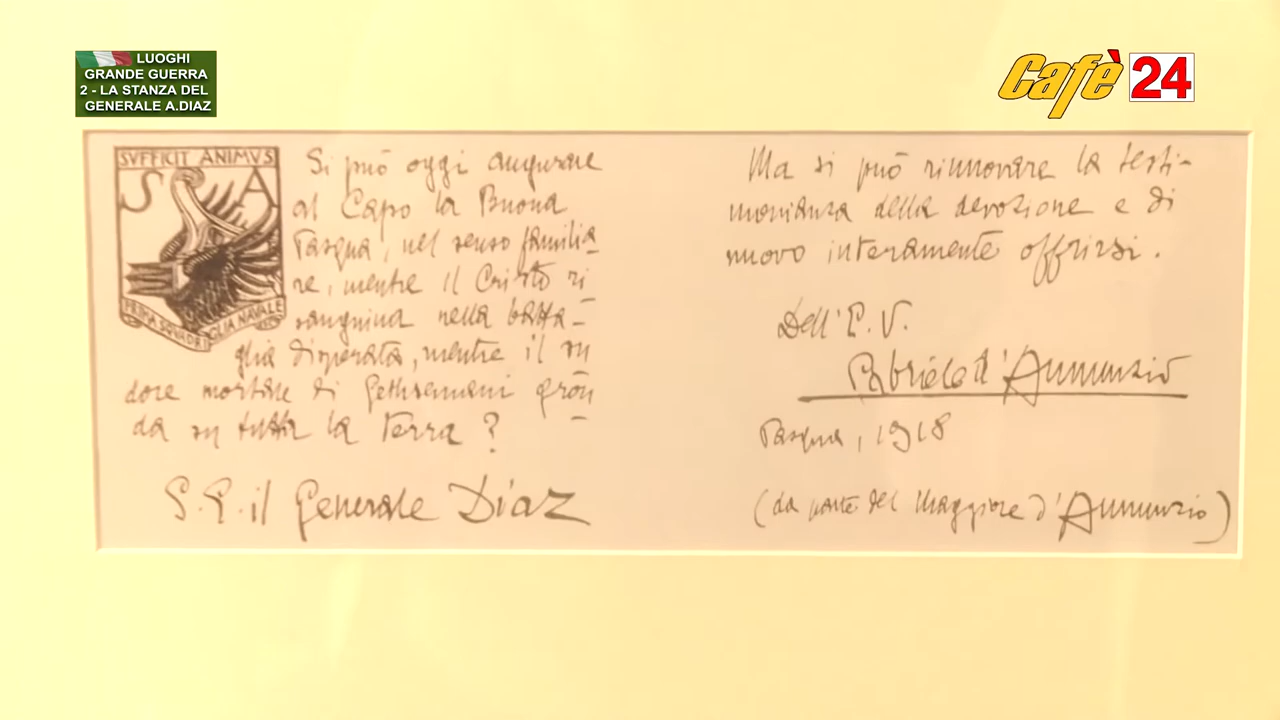 LUOGHI
GRANDE GUERRA
2 - LA STANZA DEL
GENERALE A.DIAZ
Cafè 24
SVFFICIT ANIMVS
S A
PRIMA SQUADRIGLIA NAVALE
Si può oggi augurare
al Capo la Buona
Pasqua, nel senso familia-
re, mentre il Cristo ri-
sanguina nella batta-
glia disperata, mentre il su
dore mortale di Gethsemani gron-
da su tutta la terra?
S.E. il Generale Diaz
Ma si può rinnovare la testi-
monianza della devozione e di
nuovo interamente offrirsi.
Dell'E.V.
Gabriele d'Annunzio
Pasqua, 1918
(da parte del Maggiore d'Annunzio)